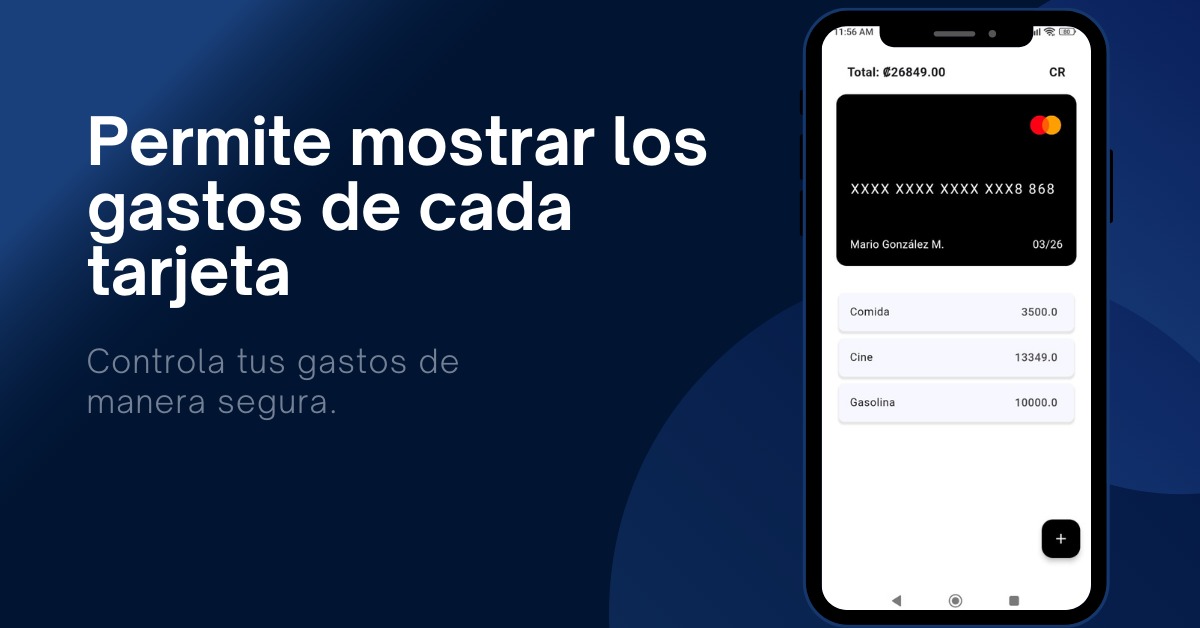 Permite mostrar los
gastos de cada
tarjeta
Controla tus gastos de
manera segura.
11:56 AM
Total: ₡26849.00 CR
XXXX XXXX XXXX XXX8 868
Mario González M. 03/26
Comida 3500.0
Cine 13349.0
Gasolina 10000.0
+